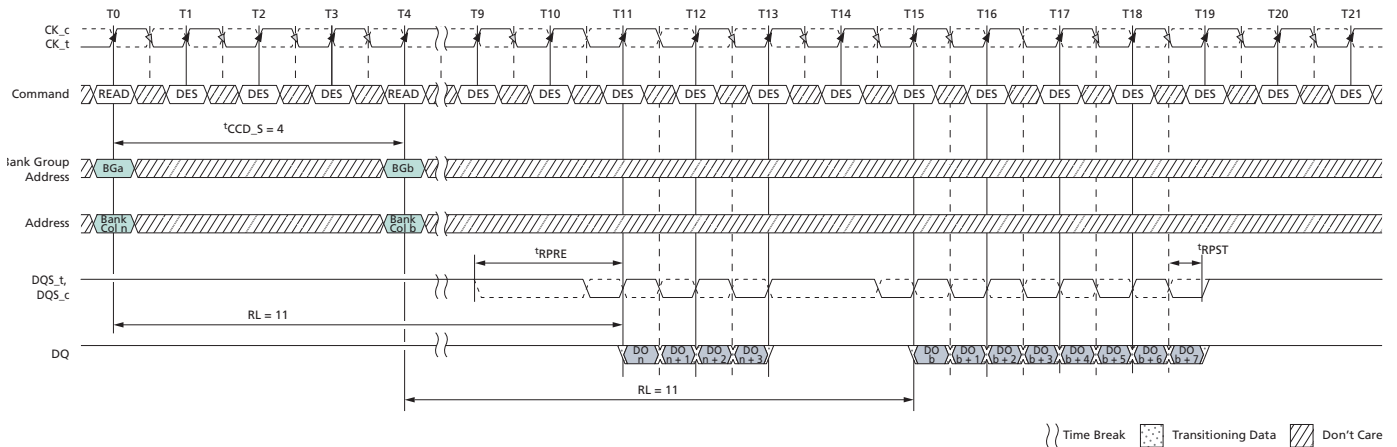 T0 T1 T2 T3 T4 T9 T10 T11 T12 T13 T14 T15 T16 T17 T18 T19 T20 T21
CK_c
CK_t
Command READ DES DES DES READ DES DES DES DES DES DES DES DES DES DES DES DES DES
tCCD_S = 4
Bank Group
Address
BGa BGb
Address
Bank
Col n
Bank
Col b
tRPRE tRPST
DQS_t,
DQS_c
RL = 11
DQ
DO
n
DO
n + 1
DO
n + 2
DO
n + 3
DO
b
DO
b + 1
DO
b + 2
DO
b + 3
DO
b + 4
DO
b + 5
DO
b + 6
DO
b + 7
RL = 11
Time Break Transitioning Data Don't Care